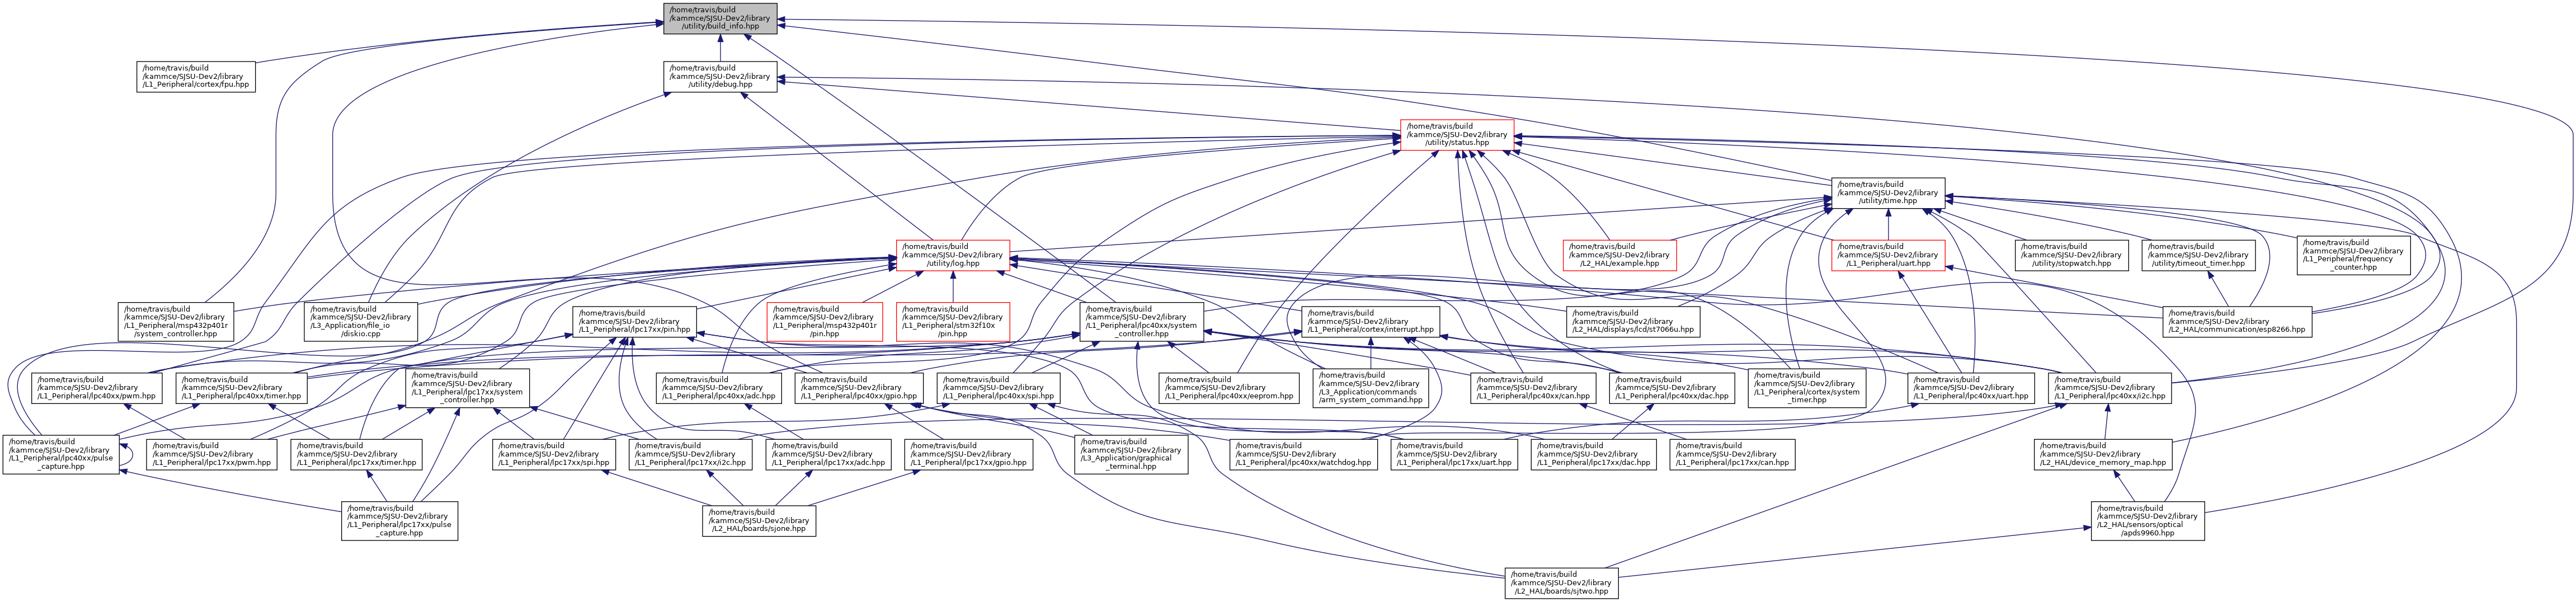 /home/travis/build
/kammce/SJSU-Dev2/library
/utility/build_info.hpp
/home/travis/build
/kammce/SJSU-Dev2/library
/L1_Peripheral/cortex/fpu.hpp
/home/travis/build
/kammce/SJSU-Dev2/library
/utility/debug.hpp
/home/travis/build
/kammce/SJSU-Dev2/library
/utility/status.hpp
/home/travis/build
/kammce/SJSU-Dev2/library
/utility/time.hpp
/home/travis/build
/kammce/SJSU-Dev2/library
/utility/log.hpp
/home/travis/build
/kammce/SJSU-Dev2/library
/L2_HAL/example.hpp
/home/travis/build
/kammce/SJSU-Dev2/library
/L1_Peripheral/uart.hpp
/home/travis/build
/kammce/SJSU-Dev2/library
/utility/stopwatch.hpp
/home/travis/build
/kammce/SJSU-Dev2/library
/utility/timeout_timer.hpp
/home/travis/build
/kammce/SJSU-Dev2/library
/L1_Peripheral/frequency
_counter.hpp
/home/travis/build
/kammce/SJSU-Dev2/library
/L1_Peripheral/msp432p401r
/system_controller.hpp
/home/travis/build
/kammce/SJSU-Dev2/library
/L3_Application/file_io
/diskio.cpp
/home/travis/build
/kammce/SJSU-Dev2/library
/L1_Peripheral/lpc17xx/pin.hpp
/home/travis/build
/kammce/SJSU-Dev2/library
/L1_Peripheral/msp432p401r
/pin.hpp
/home/travis/build
/kammce/SJSU-Dev2/library
/L1_Peripheral/stm32f10x
/pin.hpp
/home/travis/build
/kammce/SJSU-Dev2/library
/L1_Peripheral/lpc40xx/system
_controller.hpp
/home/travis/build
/kammce/SJSU-Dev2/library
/L1_Peripheral/cortex/interrupt.hpp
/home/travis/build
/kammce/SJSU-Dev2/library
/L2_HAL/displays/lcd/st7066u.hpp
/home/travis/build
/kammce/SJSU-Dev2/library
/L2_HAL/communication/esp8266.hpp
/home/travis/build
/kammce/SJSU-Dev2/library
/L1_Peripheral/lpc40xx/pwm.hpp
/home/travis/build
/kammce/SJSU-Dev2/library
/L1_Peripheral/lpc40xx/timer.hpp
/home/travis/build
/kammce/SJSU-Dev2/library
/L1_Peripheral/lpc17xx/system
_controller.hpp
/home/travis/build
/kammce/SJSU-Dev2/library
/L1_Peripheral/lpc40xx/adc.hpp
/home/travis/build
/kammce/SJSU-Dev2/library
/L1_Peripheral/lpc40xx/gpio.hpp
/home/travis/build
/kammce/SJSU-Dev2/library
/L1_Peripheral/lpc40xx/spi.hpp
/home/travis/build
/kammce/SJSU-Dev2/library
/L1_Peripheral/lpc40xx/eeprom.hpp
/home/travis/build
/kammce/SJSU-Dev2/library
/L3_Application/commands
/arm_system_command.hpp
/home/travis/build
/kammce/SJSU-Dev2/library
/L1_Peripheral/lpc40xx/can.hpp
/home/travis/build
/kammce/SJSU-Dev2/library
/L1_Peripheral/lpc40xx/dac.hpp
/home/travis/build
/kammce/SJSU-Dev2/library
/L1_Peripheral/cortex/system
_timer.hpp
/home/travis/build
/kammce/SJSU-Dev2/library
/L1_Peripheral/lpc40xx/uart.hpp
/home/travis/build
/kammce/SJSU-Dev2/library
/L1_Peripheral/lpc40xx/i2c.hpp
/home/travis/build
/kammce/SJSU-Dev2/library
/L1_Peripheral/lpc40xx/pulse
_capture.hpp
/home/travis/build
/kammce/SJSU-Dev2/library
/L1_Peripheral/lpc17xx/pwm.hpp
/home/travis/build
/kammce/SJSU-Dev2/library
/L1_Peripheral/lpc17xx/timer.hpp
/home/travis/build
/kammce/SJSU-Dev2/library
/L1_Peripheral/lpc17xx/spi.hpp
/home/travis/build
/kammce/SJSU-Dev2/library
/L1_Peripheral/lpc17xx/i2c.hpp
/home/travis/build
/kammce/SJSU-Dev2/library
/L1_Peripheral/lpc17xx/adc.hpp
/home/travis/build
/kammce/SJSU-Dev2/library
/L1_Peripheral/lpc17xx/gpio.hpp
/home/travis/build
/kammce/SJSU-Dev2/library
/L3_Application/graphical
_terminal.hpp
/home/travis/build
/kammce/SJSU-Dev2/library
/L1_Peripheral/lpc40xx/watchdog.hpp
/home/travis/build
/kammce/SJSU-Dev2/library
/L1_Peripheral/lpc17xx/uart.hpp
/home/travis/build
/kammce/SJSU-Dev2/library
/L1_Peripheral/lpc17xx/dac.hpp
/home/travis/build
/kammce/SJSU-Dev2/library
/L1_Peripheral/lpc17xx/can.hpp
/home/travis/build
/kammce/SJSU-Dev2/library
/L2_HAL/device_memory_map.hpp
/home/travis/build
/kammce/SJSU-Dev2/library
/L1_Peripheral/lpc17xx/pulse
_capture.hpp
/home/travis/build
/kammce/SJSU-Dev2/library
/L2_HAL/boards/sjone.hpp
/home/travis/build
/kammce/SJSU-Dev2/library
/L2_HAL/sensors/optical
/apds9960.hpp
/home/travis/build
/kammce/SJSU-Dev2/library
/L2_HAL/boards/sjtwo.hpp